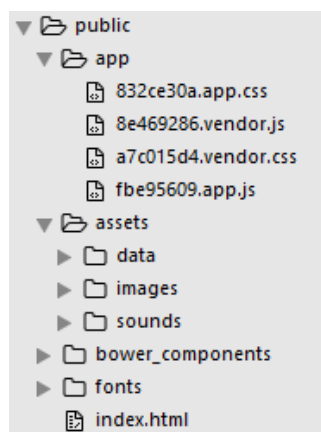 public
app
832ce30a.app.css
8e469286.vendor.js
a7c015d4.vendor.css
fbe95609.app.js
assets
data
images
sounds
bower_components
fonts
index.html